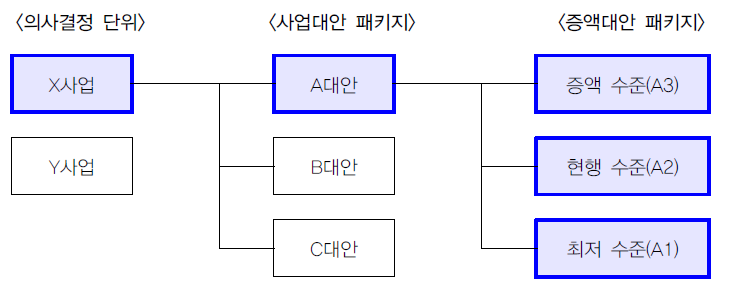 〈의사결정 단위〉 〈사업대안 패키지〉 〈증액대안 패키지〉
X사업 A대안 증액 수준(A3)
Y사업 B대안 현행 수준(A2)
C대안 최저 수준(A1)